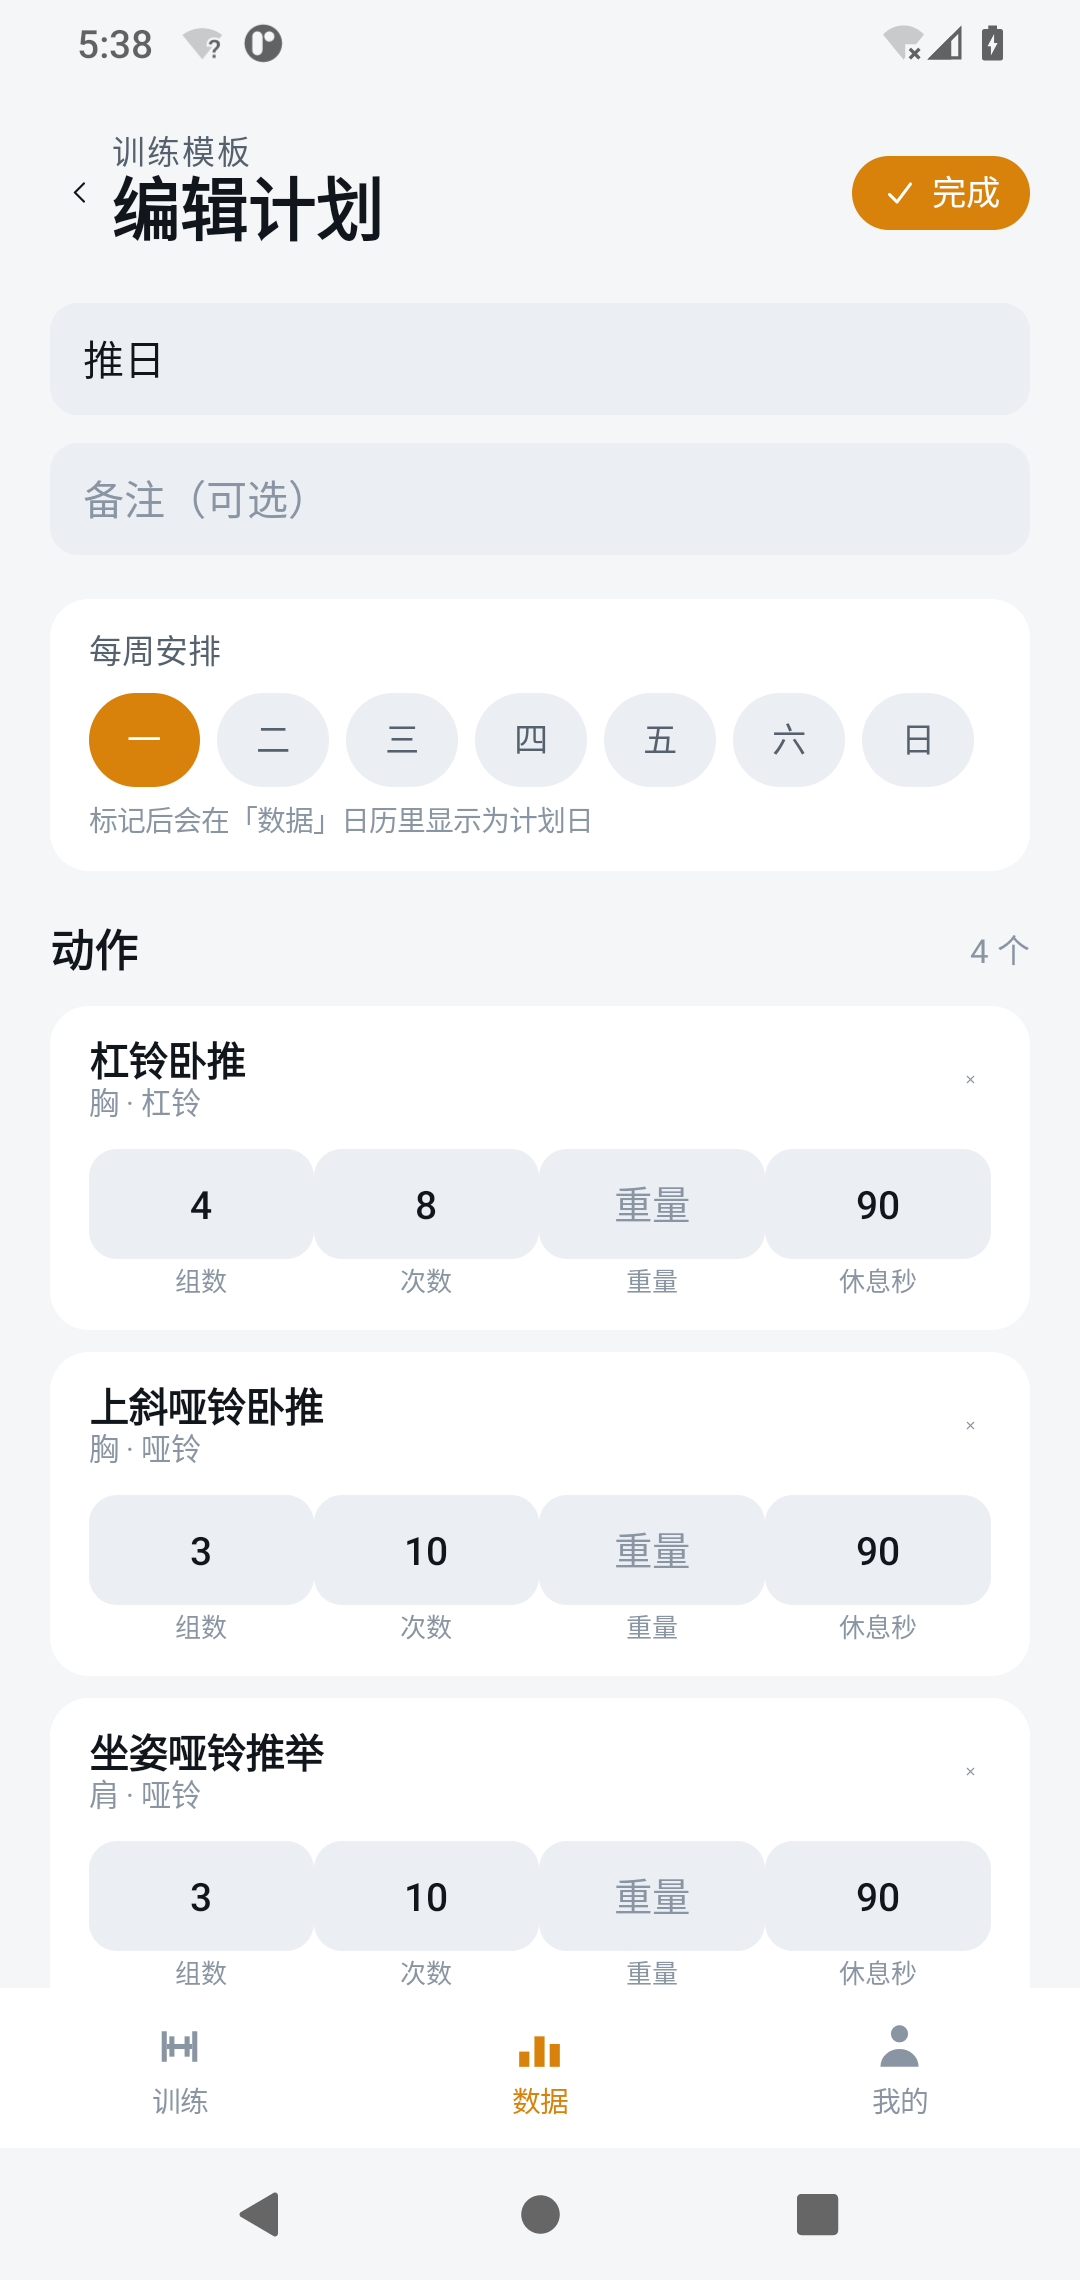 5:38
训练模板
编辑计划
完成
推日
备注（可选）
每周安排
一 二 三 四 五 六 日
标记后会在「数据」日历里显示为计划日
动作
4 个
杠铃卧推
胸 · 杠铃
4 8 重量 90
组数 次数 重量 休息秒
上斜哑铃卧推
胸 · 哑铃
3 10 重量 90
组数 次数 重量 休息秒
坐姿哑铃推举
肩 · 哑铃
3 10 重量 90
组数 次数 重量 休息秒
训练 数据 我的